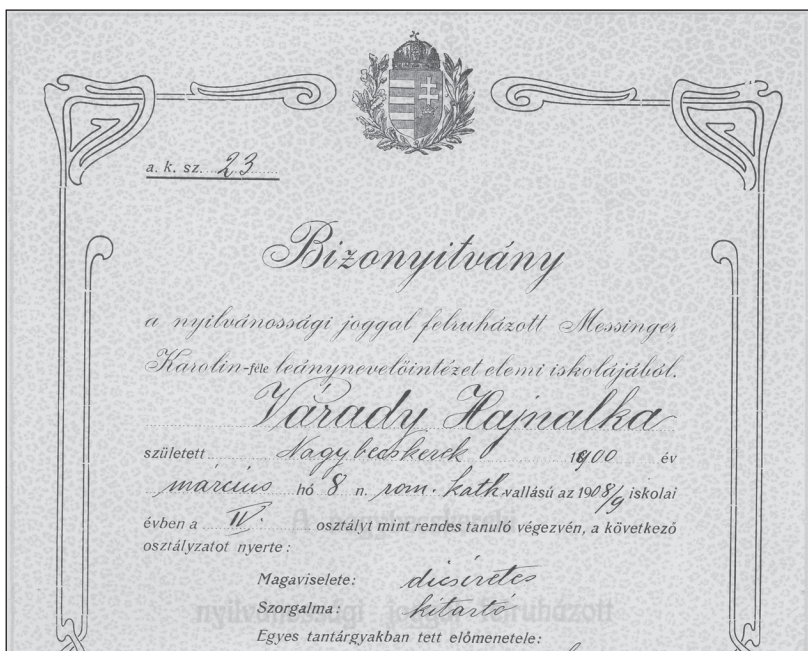 a. k. sz. 23
Bizonyitvány
a nyilvánossági joggal felruházott Messinger
Karolin-féle leánynevelőintézet elemi iskolájából.
Várady Hajnalka
született Nagybecskerek 1900 év
március hó 8 n. rom. kath vallású az 1908/9 iskolai
évben a IV. osztályt mint rendes tanuló végezvén, a következő
osztályzatot nyerte:
Magaviselete: dicséretes
Szorgalma: kitartó
Egyes tantárgyakban tett előmenetele: